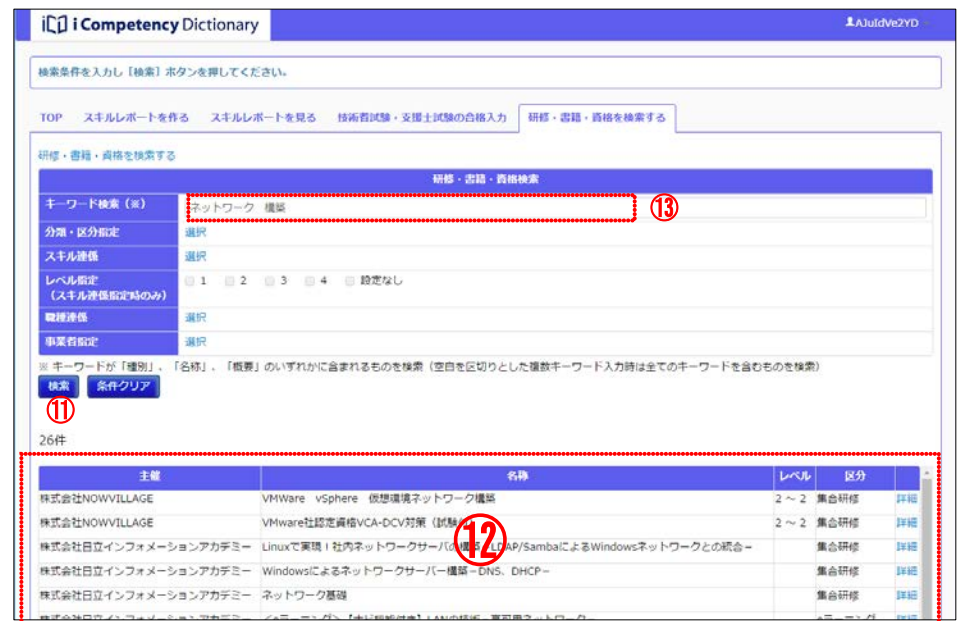 i Competency Dictionary
AJuIdVe2YD
検索条件を入力し［検索］ボタンを押してください。
TOP スキルレポートを作る スキルレポートを見る 技術者試験・支援士試験の合格入力 研修・書籍・資格を検索する
研修・書籍・資格を検索する
研修・書籍・資格検索
キーワード検索（※） ネットワーク 構築 ⑬
分類・区分指定 選択
スキル連係 選択
レベル指定 1 2 3 4 設定なし
（スキル連係指定時のみ）
職種連係 選択
事業者指定 選択
※ キーワードが「種別」、「名称」、「概要」のいずれかに含まれるものを検索（空白を区切りとした複数キーワード入力時は全てのキーワードを含むものを検索）
検索 条件クリア
⑪
26件
主催 名称 レベル 区分
株式会社NOWVILLAGE VMWare vSphere 仮想環境ネットワーク構築 2 ～ 2 集合研修 詳細
株式会社NOWVILLAGE VMware社認定資格VCA-DCV対策（試験 2 ～ 2 集合研修 詳細
⑫
株式会社日立インフォメーションアカデミー Linuxで実現！社内ネットワークサーバの構築 LDAP/SambaによるWindowsネットワークとの統合－ 集合研修 詳細
株式会社日立インフォメーションアカデミー Windowsによるネットワークサーバー構築－DNS、DHCP－ 集合研修 詳細
株式会社日立インフォメーションアカデミー ネットワーク基礎 集合研修 詳細